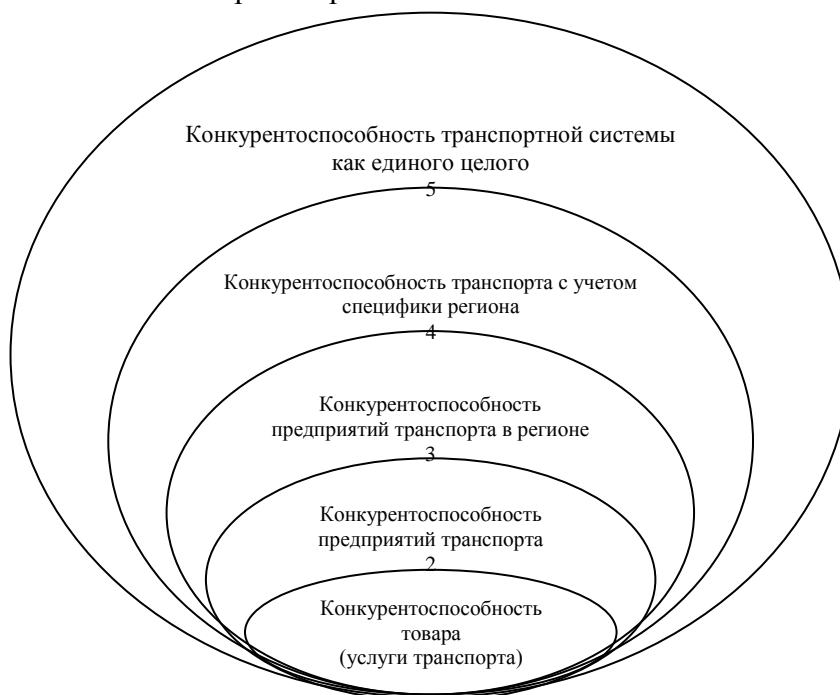 Конкурентоспособность транспортной системы
как единого целого
5
Конкурентоспособность транспорта с учетом
специфики региона
4
Конкурентоспособность
предприятий транспорта в регионе
3
Конкурентоспособность
предприятий транспорта
2
Конкурентоспособность
товара
(услуги транспорта)